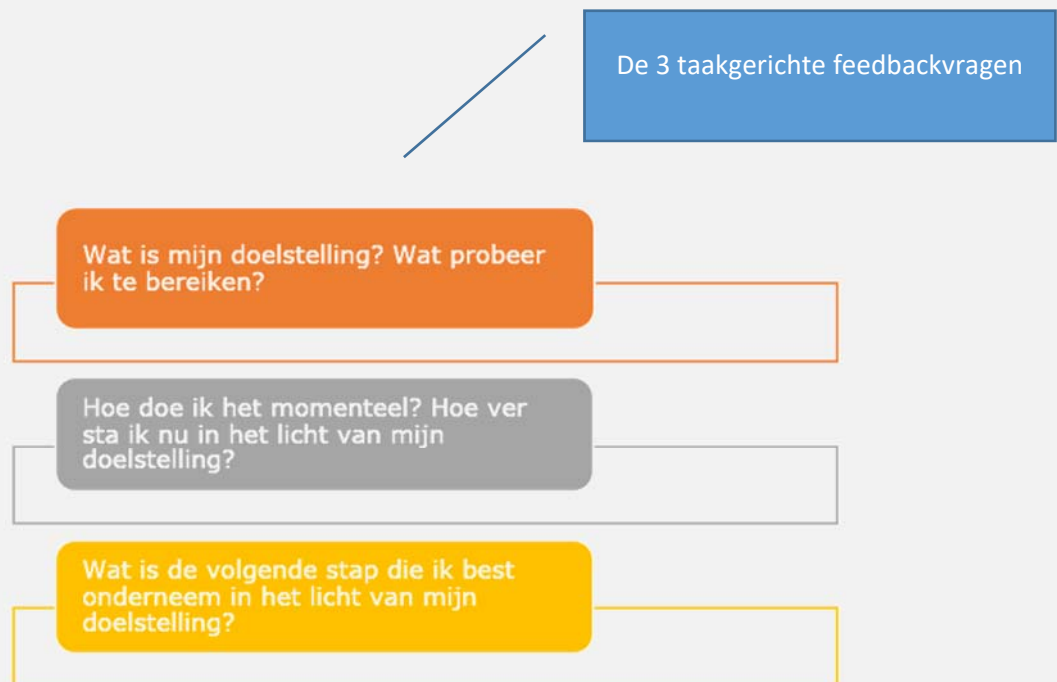 De 3 taakgerichte feedbackvragen
Wat is mijn doelstelling? Wat probeer
ik te bereiken?
Hoe doe ik het momenteel? Hoe ver
sta ik nu in het licht van mijn
doelstelling?
Wat is de volgende stap die ik best
onderneem in het licht van mijn
doelstelling?